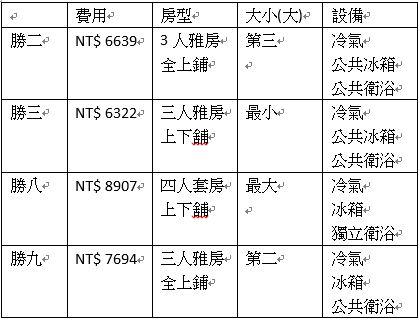 費用 房型 大小(大) 設備
勝二 NT$ 6639 3 人雅房 第三 冷氣
全上鋪 公共冰箱
公共衛浴
勝三 NT$ 6322 三人雅房 最小 冷氣
上下舖 公共冰箱
公共衛浴
勝八 NT$ 8907 四人套房 最大 冷氣
上下舖 冰箱
獨立衛浴
勝九 NT$ 7694 三人雅房 第二 冷氣
全上鋪 冰箱
公共衛浴